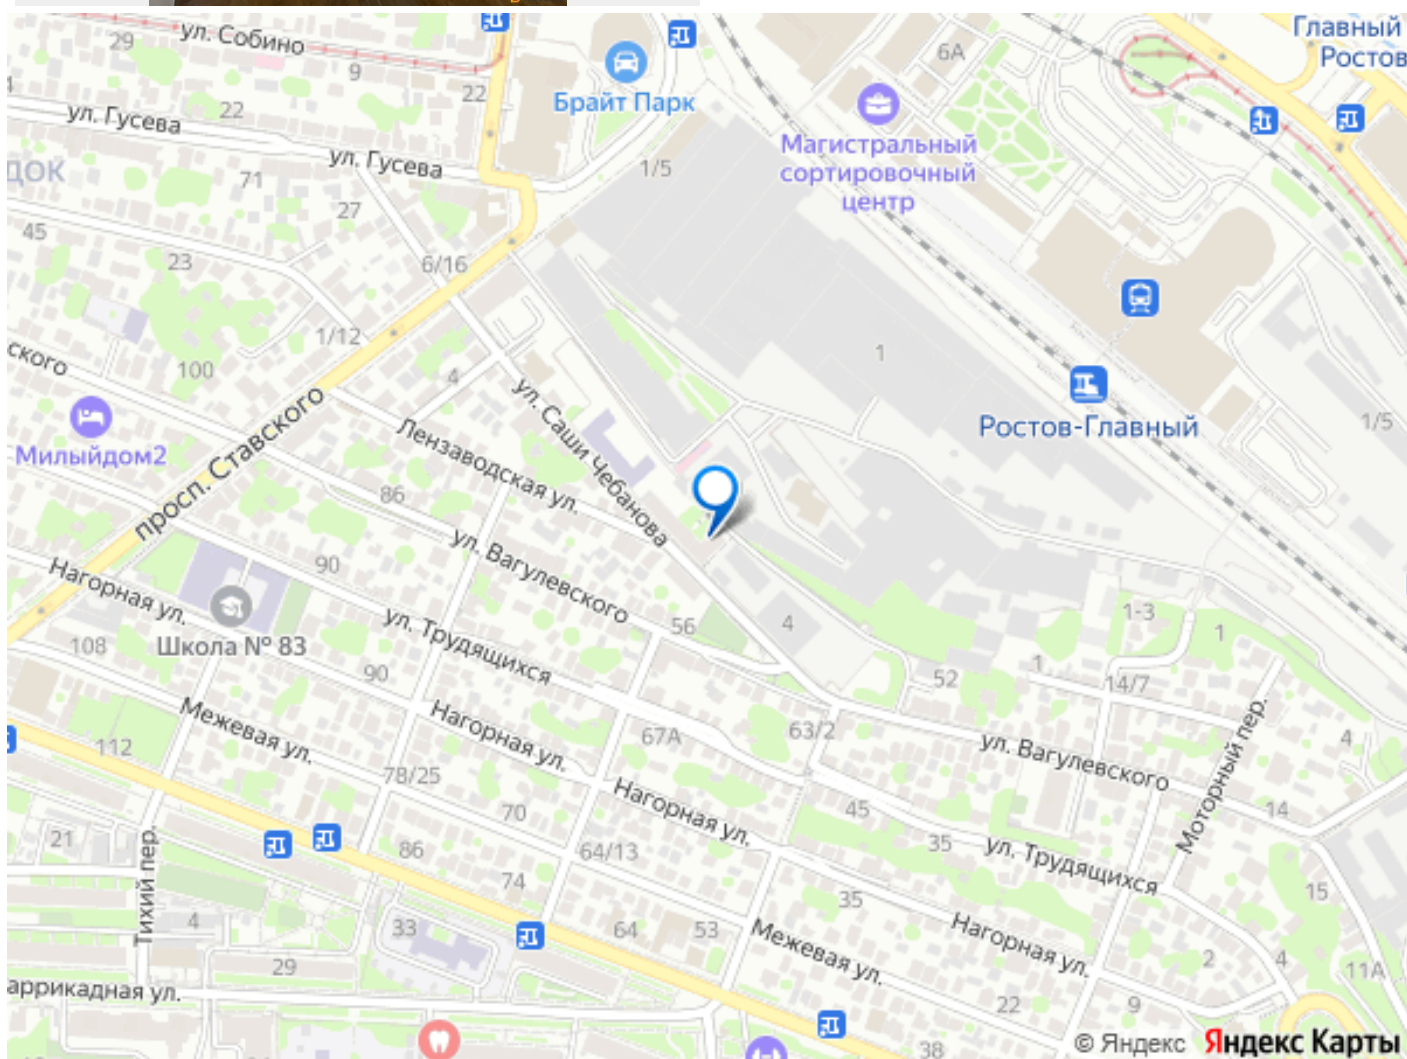 Главный
Ростов
ул. Собино
29
9
22
6А
Брайт Парк
Магистральный
сортировочный
центр
ул. Гусева
22
ул. Гусева
1/5
ДОК
71
27
45
23
6/16
1/12
ского
100
4
1
1/5
Ростов-Главный
Милыйдом2
просп. Ставского
ул. Саши Чебанова
Лензаводская ул.
86
ул. Вагулевского
90
Нагорная ул.
Школа № 83
ул. Трудящихся
56
4
1-3
1
108
90
52
1
14/7
Межевая ул.
Нагорная ул.
67А
63/2
ул. Вагулевского
Моторный пер.
4
112
78/25
70
Нагорная ул.
45
14
21
Тихий пер.
86
64/13
35
ул. Трудящихся
74
35
15
4
33
64
53
Межевая ул.
Нагорная ул.
2
4
11А
29
аррикадная ул.
22
9
38
© Яндекс Яндекс Карты